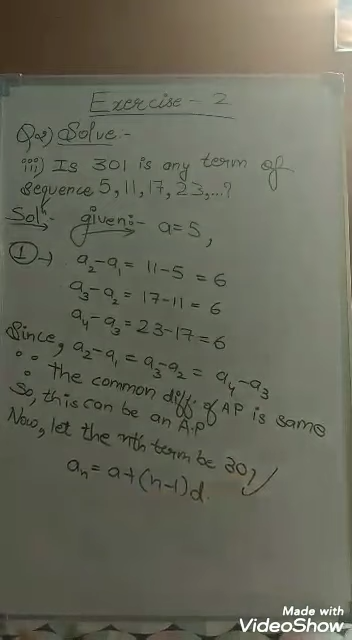 Exercise - 2
Q2) Solve :-
iii) Is 301 is any term of
sequence 5, 11, 17, 23,...?
Solⁿ:- given:- a=5,
① → a₂-a₁ = 11-5 = 6
a₃-a₂ = 17-11 = 6
a₄-a₃ = 23-17 = 6
Since, a₂-a₁ = a₃-a₂ = a₄-a₃
∴ the common diff. of AP is same
So, this can be an A.P
Now, let the nth term be 301
aₙ = a+(n-1)d.
Made with
VideoShow